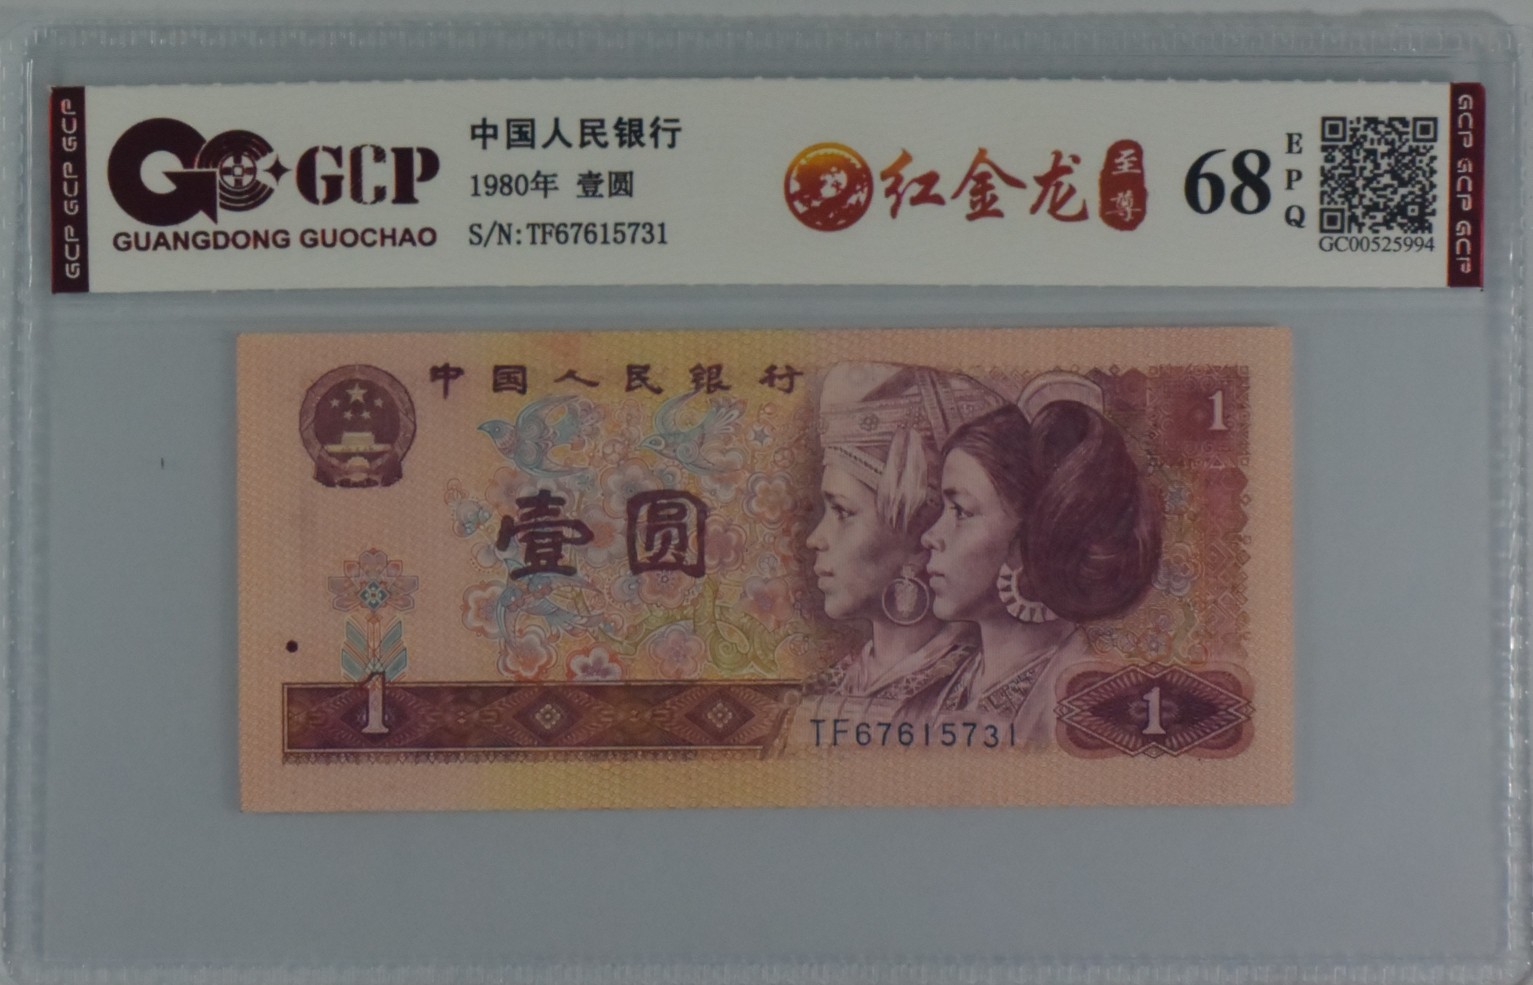 GCP GCP GCP
GCP
GUANGDONG GUOCHAO
中国人民银行
1980年 壹圆
S/N:TF67615731
红金龙
至尊
68
EPQ
GC00525994
GCP GCP GCP
中国人民银行
1
壹圆
1
TF67615731
1